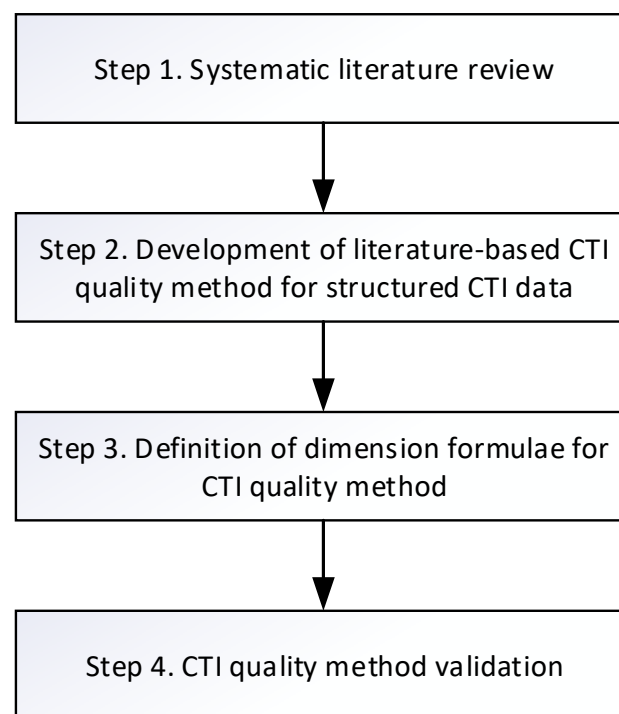 Step 1. Systematic literature review
Step 2. Development of literature-based CTI
quality method for structured CTI data
Step 3. Definition of dimension formulae for
CTI quality method
Step 4. CTI quality method validation